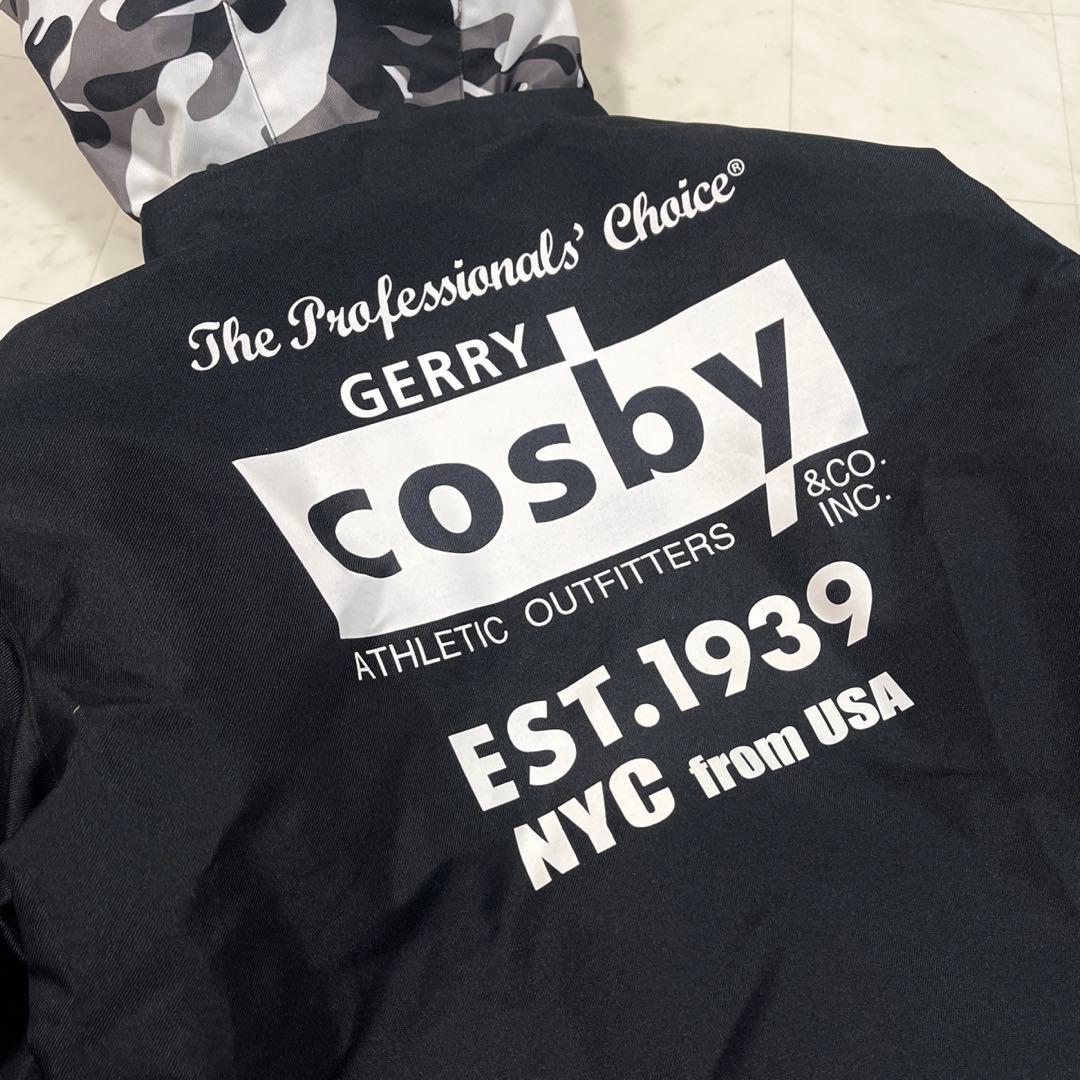 The Professionals' Choice®
GERRY
cosby
&CO.
INC.
ATHLETIC OUTFITTERS
EST.1939
NYC from USA